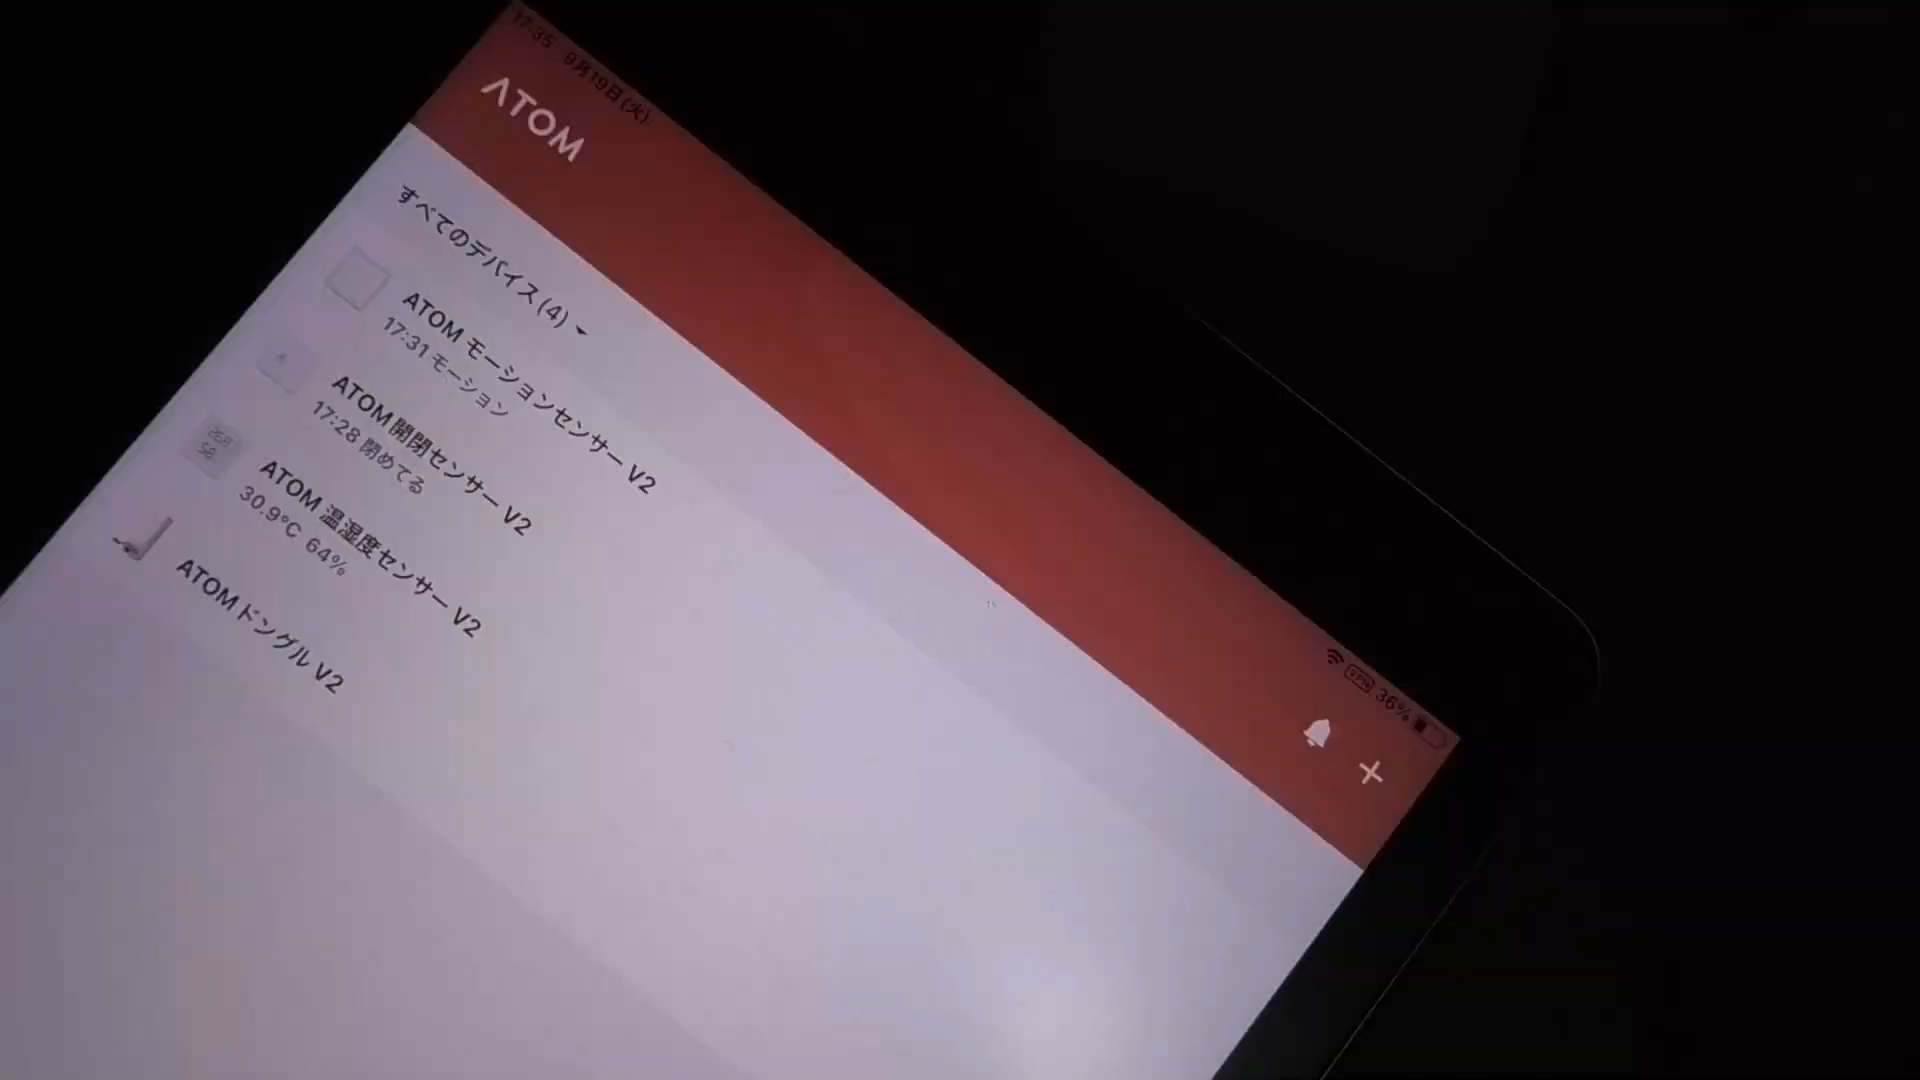 17:35 9月19日(火)
VPN 36%
ATOM
すべてのデバイス (4)
ATOM モーションセンサー V2
17:31 モーション
ATOM 開閉センサー V2
17:28 閉めてる
ATOM 温湿度センサー V2
30.9°C 64%
ATOM ドングル V2